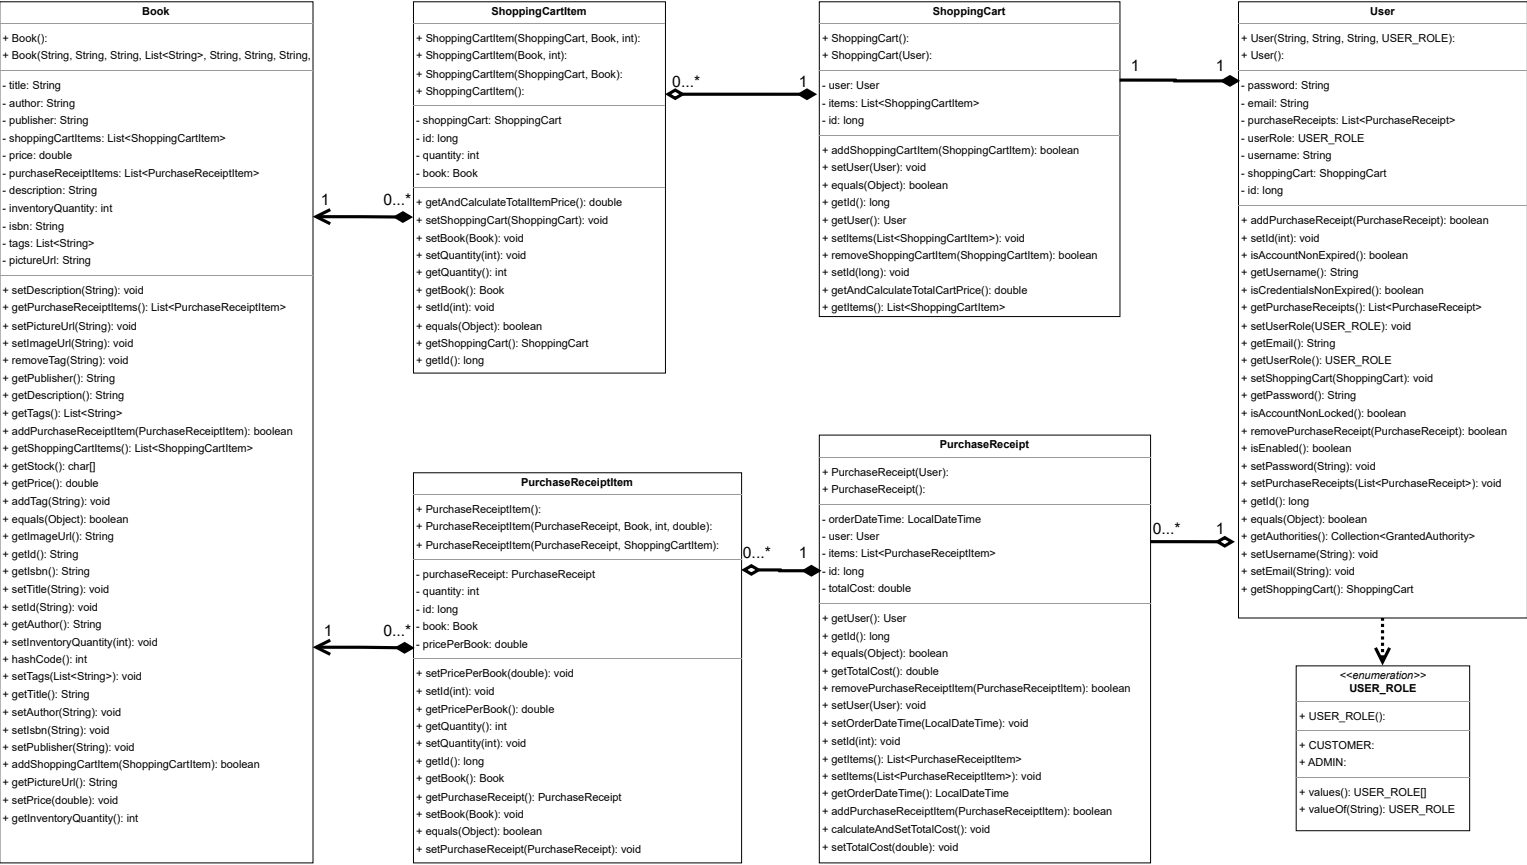 Book
+ Book():
+ Book(String, String, String, List<String>, String, String, String,
- title: String
- author: String
- publisher: String
- shoppingCartItems: List<ShoppingCartItem>
- price: double
- purchaseReceiptItems: List<PurchaseReceiptItem>
- description: String
- inventoryQuantity: int
- isbn: String
- tags: List<String>
- pictureUrl: String
+ setDescription(String): void
+ getPurchaseReceiptItems(): List<PurchaseReceiptItem>
+ setPictureUrl(String): void
+ setImageUrl(String): void
+ removeTag(String): void
+ getPublisher(): String
+ getDescription(): String
+ getTags(): List<String>
+ addPurchaseReceiptItem(PurchaseReceiptItem): boolean
+ getShoppingCartItems(): List<ShoppingCartItem>
+ getStock(): char[]
+ getPrice(): double
+ addTag(String): void
+ equals(Object): boolean
+ getImageUrl(): String
+ getId(): String
+ getIsbn(): String
+ setTitle(String): void
+ setId(String): void
+ getAuthor(): String
+ setInventoryQuantity(int): void
+ hashCode(): int
+ setTags(List<String>): void
+ getTitle(): String
+ setAuthor(String): void
+ setIsbn(String): void
+ setPublisher(String): void
+ addShoppingCartItem(ShoppingCartItem): boolean
+ getPictureUrl(): String
+ setPrice(double): void
+ getInventoryQuantity(): int
1
0...*
1
0...*
ShoppingCartItem
+ ShoppingCartItem(ShoppingCart, Book, int):
+ ShoppingCartItem(Book, int):
+ ShoppingCartItem(ShoppingCart, Book):
+ ShoppingCartItem():
- shoppingCart: ShoppingCart
- id: long
- quantity: int
- book: Book
+ getAndCalculateTotalItemPrice(): double
+ setShoppingCart(ShoppingCart): void
+ setBook(Book): void
+ setQuantity(int): void
+ getQuantity(): int
+ getBook(): Book
+ setId(int): void
+ equals(Object): boolean
+ getShoppingCart(): ShoppingCart
+ getId(): long
0...*
1
PurchaseReceiptItem
+ PurchaseReceiptItem():
+ PurchaseReceiptItem(PurchaseReceipt, Book, int, double):
+ PurchaseReceiptItem(PurchaseReceipt, ShoppingCartItem):
- purchaseReceipt: PurchaseReceipt
- quantity: int
- id: long
- book: Book
- pricePerBook: double
+ setPricePerBook(double): void
+ setId(int): void
+ getPricePerBook(): double
+ getQuantity(): int
+ setQuantity(int): void
+ getId(): long
+ getBook(): Book
+ getPurchaseReceipt(): PurchaseReceipt
+ setBook(Book): void
+ equals(Object): boolean
+ setPurchaseReceipt(PurchaseReceipt): void
0...*
1
ShoppingCart
+ ShoppingCart():
+ ShoppingCart(User):
- user: User
- items: List<ShoppingCartItem>
- id: long
+ addShoppingCartItem(ShoppingCartItem): boolean
+ setUser(User): void
+ equals(Object): boolean
+ getId(): long
+ getUser(): User
+ setItems(List<ShoppingCartItem>): void
+ removeShoppingCartItem(ShoppingCartItem): boolean
+ setId(long): void
+ getAndCalculateTotalCartPrice(): double
+ getItems(): List<ShoppingCartItem>
1
1
PurchaseReceipt
+ PurchaseReceipt(User):
+ PurchaseReceipt():
- orderDateTime: LocalDateTime
- user: User
- items: List<PurchaseReceiptItem>
- id: long
- totalCost: double
+ getUser(): User
+ getId(): long
+ equals(Object): boolean
+ getTotalCost(): double
+ removePurchaseReceiptItem(PurchaseReceiptItem): boolean
+ setUser(User): void
+ setOrderDateTime(LocalDateTime): void
+ setId(int): void
+ getItems(): List<PurchaseReceiptItem>
+ setItems(List<PurchaseReceiptItem>): void
+ getOrderDateTime(): LocalDateTime
+ addPurchaseReceiptItem(PurchaseReceiptItem): boolean
+ calculateAndSetTotalCost(): void
+ setTotalCost(double): void
0...*
1
User
+ User(String, String, String, USER_ROLE):
+ User():
- password: String
- email: String
- purchaseReceipts: List<PurchaseReceipt>
- userRole: USER_ROLE
- username: String
- shoppingCart: ShoppingCart
- id: long
+ addPurchaseReceipt(PurchaseReceipt): boolean
+ setId(int): void
+ isAccountNonExpired(): boolean
+ getUsername(): String
+ isCredentialsNonExpired(): boolean
+ getPurchaseReceipts(): List<PurchaseReceipt>
+ setUserRole(USER_ROLE): void
+ getEmail(): String
+ getUserRole(): USER_ROLE
+ setShoppingCart(ShoppingCart): void
+ getPassword(): String
+ isAccountNonLocked(): boolean
+ removePurchaseReceipt(PurchaseReceipt): boolean
+ isEnabled(): boolean
+ setPassword(String): void
+ setPurchaseReceipts(List<PurchaseReceipt>): void
+ getId(): long
+ equals(Object): boolean
+ getAuthorities(): Collection<GrantedAuthority>
+ setUsername(String): void
+ setEmail(String): void
+ getShoppingCart(): ShoppingCart
<<enumeration>>
USER_ROLE
+ USER_ROLE():
+ CUSTOMER:
+ ADMIN:
+ values(): USER_ROLE[]
+ valueOf(String): USER_ROLE